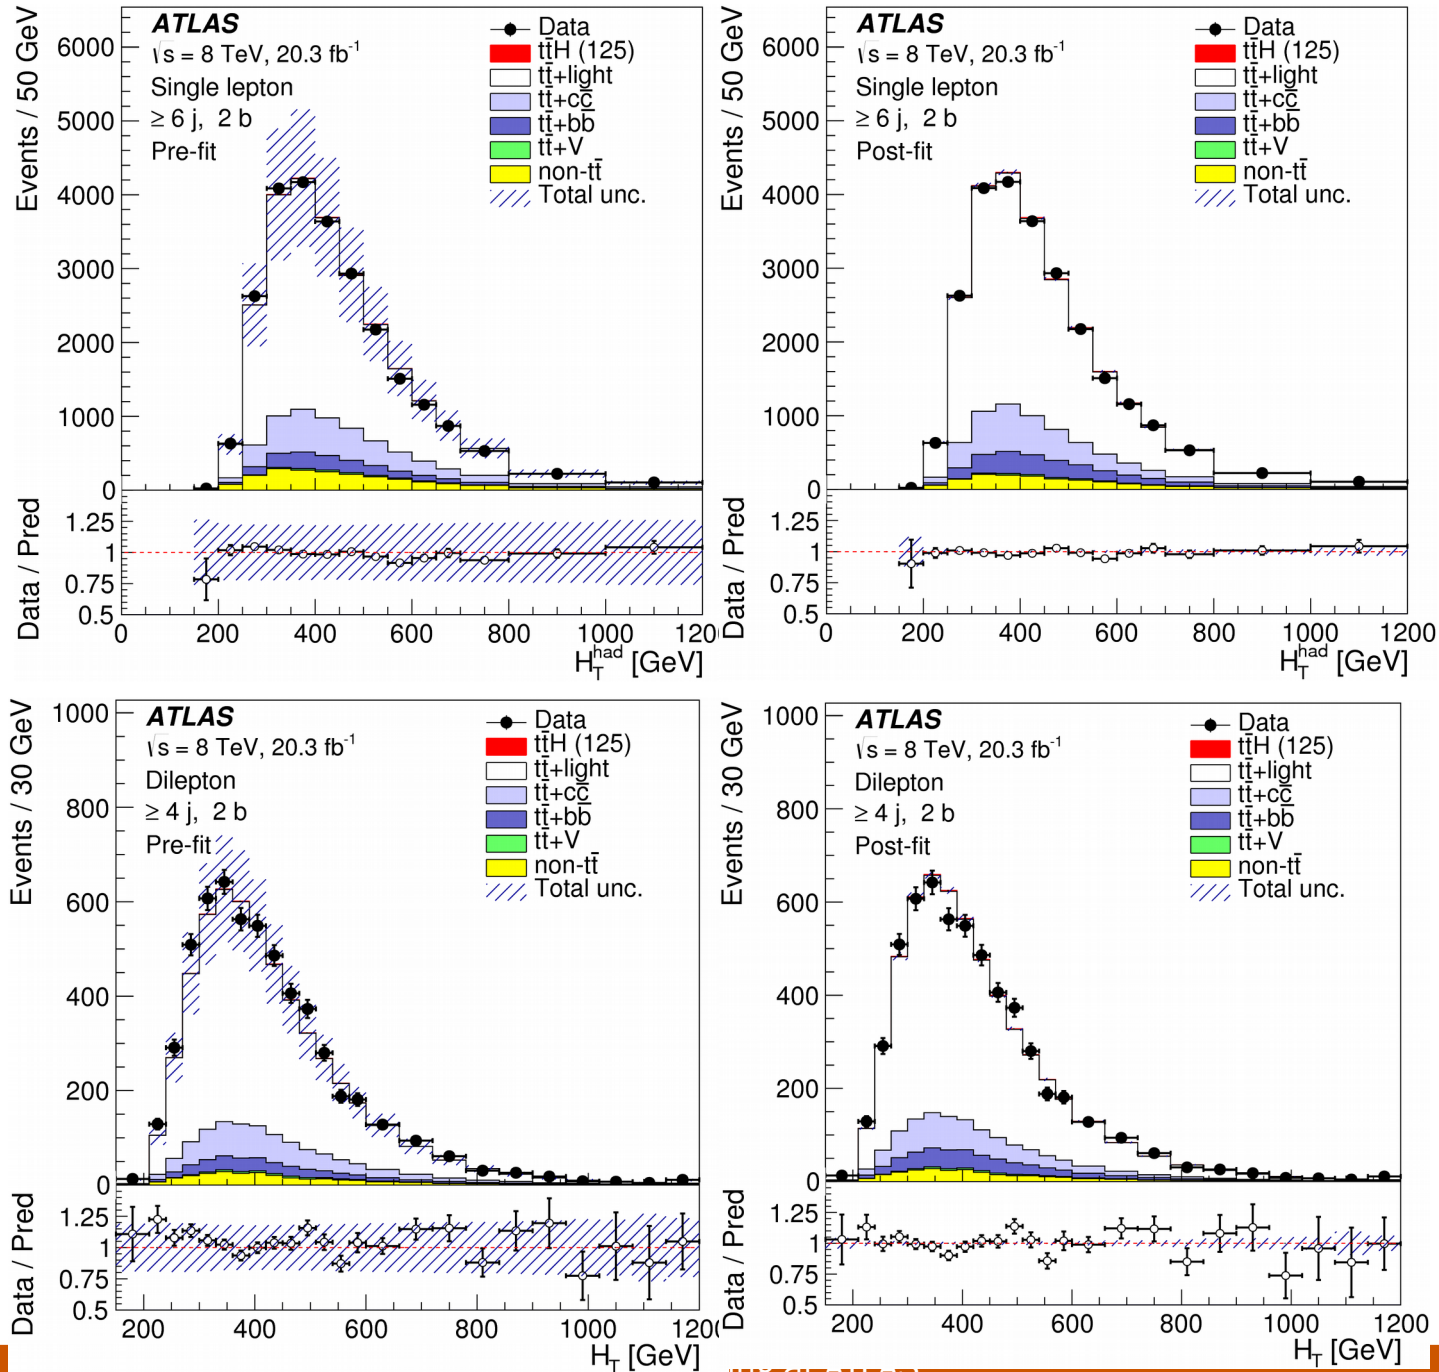 Events / 50 GeV
6000
5000
4000
3000
2000
1000
0
ATLAS
√s = 8 TeV, 20.3 fb⁻¹
Single lepton
≥ 6 j, 2 b
Pre-fit
Data
tt̄H (125)
tt̄+light
tt̄+cc̄
tt̄+bb̄
tt̄+V
non-tt̄
Total unc.
Data / Pred
1.25
1
0.75
0.5
0 200 400 600 800 1000 1200
H_T^had [GeV]
Events / 50 GeV
6000
5000
4000
3000
2000
1000
0
ATLAS
√s = 8 TeV, 20.3 fb⁻¹
Single lepton
≥ 6 j, 2 b
Post-fit
Data
tt̄H (125)
tt̄+light
tt̄+cc̄
tt̄+bb̄
tt̄+V
non-tt̄
Total unc.
Data / Pred
1.25
1
0.75
0.5
0 200 400 600 800 1000 1200
H_T^had [GeV]
Events / 30 GeV
1000
800
600
400
200
0
ATLAS
√s = 8 TeV, 20.3 fb⁻¹
Dilepton
≥ 4 j, 2 b
Pre-fit
Data
tt̄H (125)
tt̄+light
tt̄+cc̄
tt̄+bb̄
tt̄+V
non-tt̄
Total unc.
Data / Pred
1.25
1
0.75
0.5
200 400 600 800 1000 120
H_T [GeV]
Events / 30 GeV
1000
800
600
400
200
0
ATLAS
√s = 8 TeV, 20.3 fb⁻¹
Dilepton
≥ 4 j, 2 b
Post-fit
Data
tt̄H (125)
tt̄+light
tt̄+cc̄
tt̄+bb̄
tt̄+V
non-tt̄
Total unc.
Data / Pred
1.25
1
0.75
0.5
200 400 600 800 1000 1200
H_T [GeV]